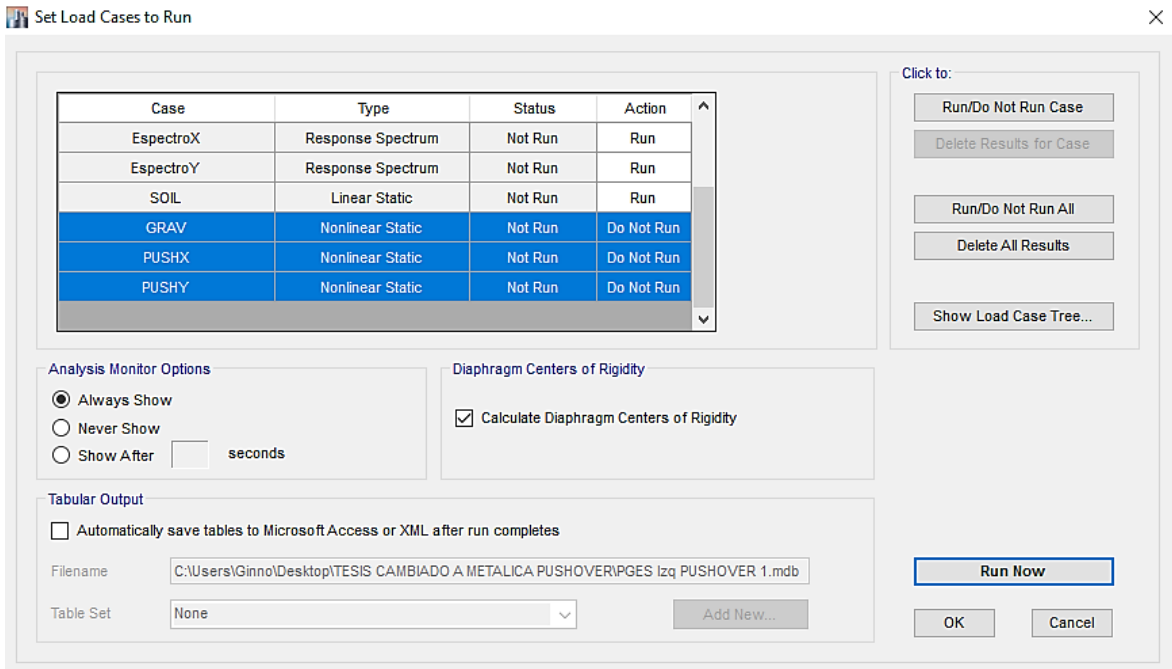 Set Load Cases to Run
Click to:
Case Type Status Action
EspectroX Response Spectrum Not Run Run
EspectroY Response Spectrum Not Run Run
SOIL Linear Static Not Run Run
GRAV Nonlinear Static Not Run Do Not Run
PUSHX Nonlinear Static Not Run Do Not Run
PUSHY Nonlinear Static Not Run Do Not Run
Run/Do Not Run Case
Delete Results for Case
Run/Do Not Run All
Delete All Results
Show Load Case Tree...
Analysis Monitor Options
Always Show
Never Show
Show After seconds
Diaphragm Centers of Rigidity
Calculate Diaphragm Centers of Rigidity
Tabular Output
Automatically save tables to Microsoft Access or XML after run completes
Filename C:\Users\Ginno\Desktop\TESIS CAMBIADO A METALICA PUSHOVER\PGES Izq PUSHOVER 1.mdb
Table Set None Add New...
Run Now
OK Cancel